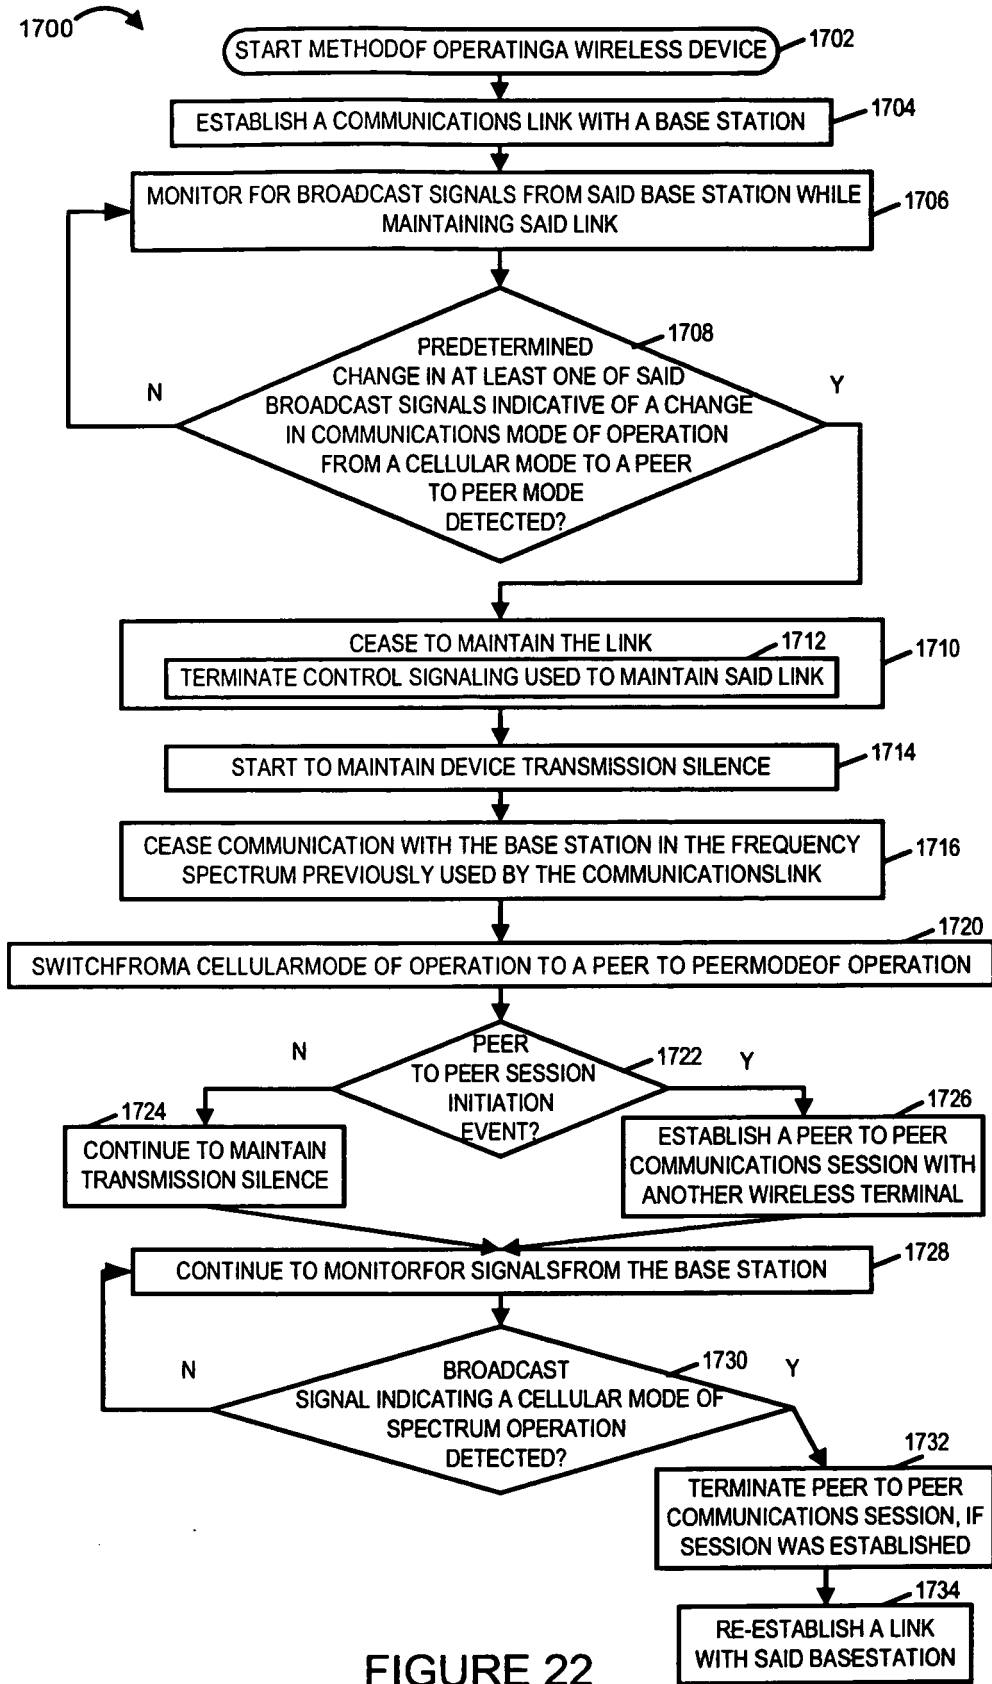 1700
START METHODOF OPERATINGA WIRELESS DEVICE
1702
ESTABLISH A COMMUNICATIONS LINK WITH A BASE STATION
1704
MONITOR FOR BROADCAST SIGNALS FROM SAID BASE STATION WHILE
MAINTAINING SAID LINK
1706
1708
PREDETERMINED
CHANGE IN AT LEAST ONE OF SAID
BROADCAST SIGNALS INDICATIVE OF A CHANGE
IN COMMUNICATIONS MODE OF OPERATION
FROM A CELLULAR MODE TO A PEER
TO PEER MODE
DETECTED?
N
Y
CEASE TO MAINTAIN THE LINK
1712
1710
TERMINATE CONTROL SIGNALING USED TO MAINTAIN SAID LINK
START TO MAINTAIN DEVICE TRANSMISSION SILENCE
1714
CEASE COMMUNICATION WITH THE BASE STATION IN THE FREQUENCY
SPECTRUM PREVIOUSLY USED BY THE COMMUNICATIONSLINK
1716
1720
SWITCHFROMA CELLULARMODE OF OPERATION TO A PEER TO PEERMODEOF OPERATION
N
PEER
TO PEER SESSION
INITIATION
EVENT?
1722
Y
1724
CONTINUE TO MAINTAIN
TRANSMISSION SILENCE
1726
ESTABLISH A PEER TO PEER
COMMUNICATIONS SESSION WITH
ANOTHER WIRELESS TERMINAL
CONTINUE TO MONITORFOR SIGNALSFROM THE BASE STATION
1728
N
1730
Y
BROADCAST
SIGNAL INDICATING A CELLULAR MODE OF
SPECTRUM OPERATION
DETECTED?
1732
TERMINATE PEER TO PEER
COMMUNICATIONS SESSION, IF
SESSION WAS ESTABLISHED
1734
RE-ESTABLISH A LINK
WITH SAID BASESTATION
FIGURE 22